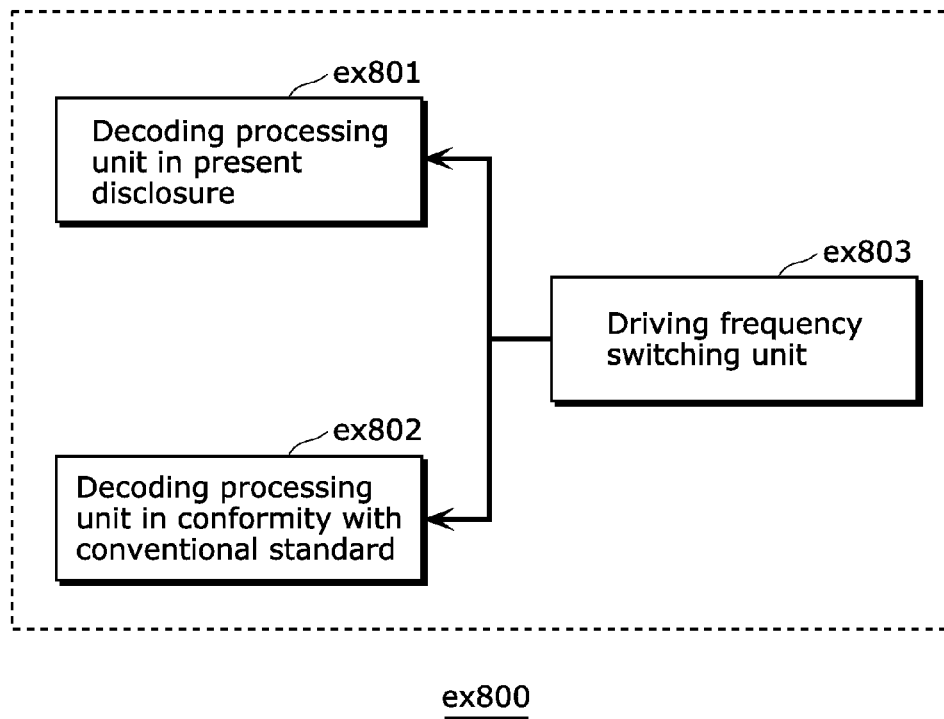 ex801
Decoding processing
unit in present
disclosure
ex803
Driving frequency
switching unit
ex802
Decoding processing
unit in conformity with
conventional standard
ex800